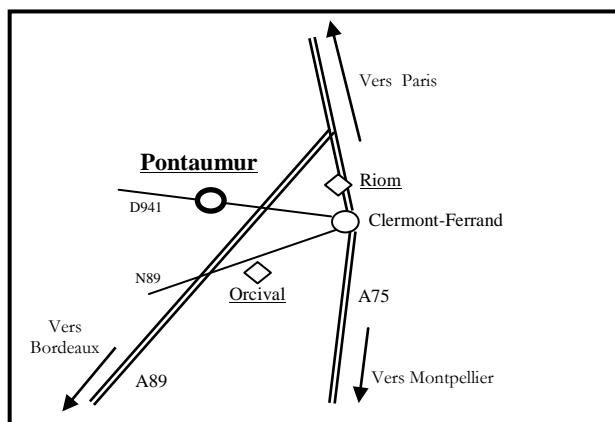 Vers Paris
Pontaumur
Riom
D941
Clermont-Ferrand
N89
Orcival
A75
Vers
Bordeaux
A89
Vers Montpellier